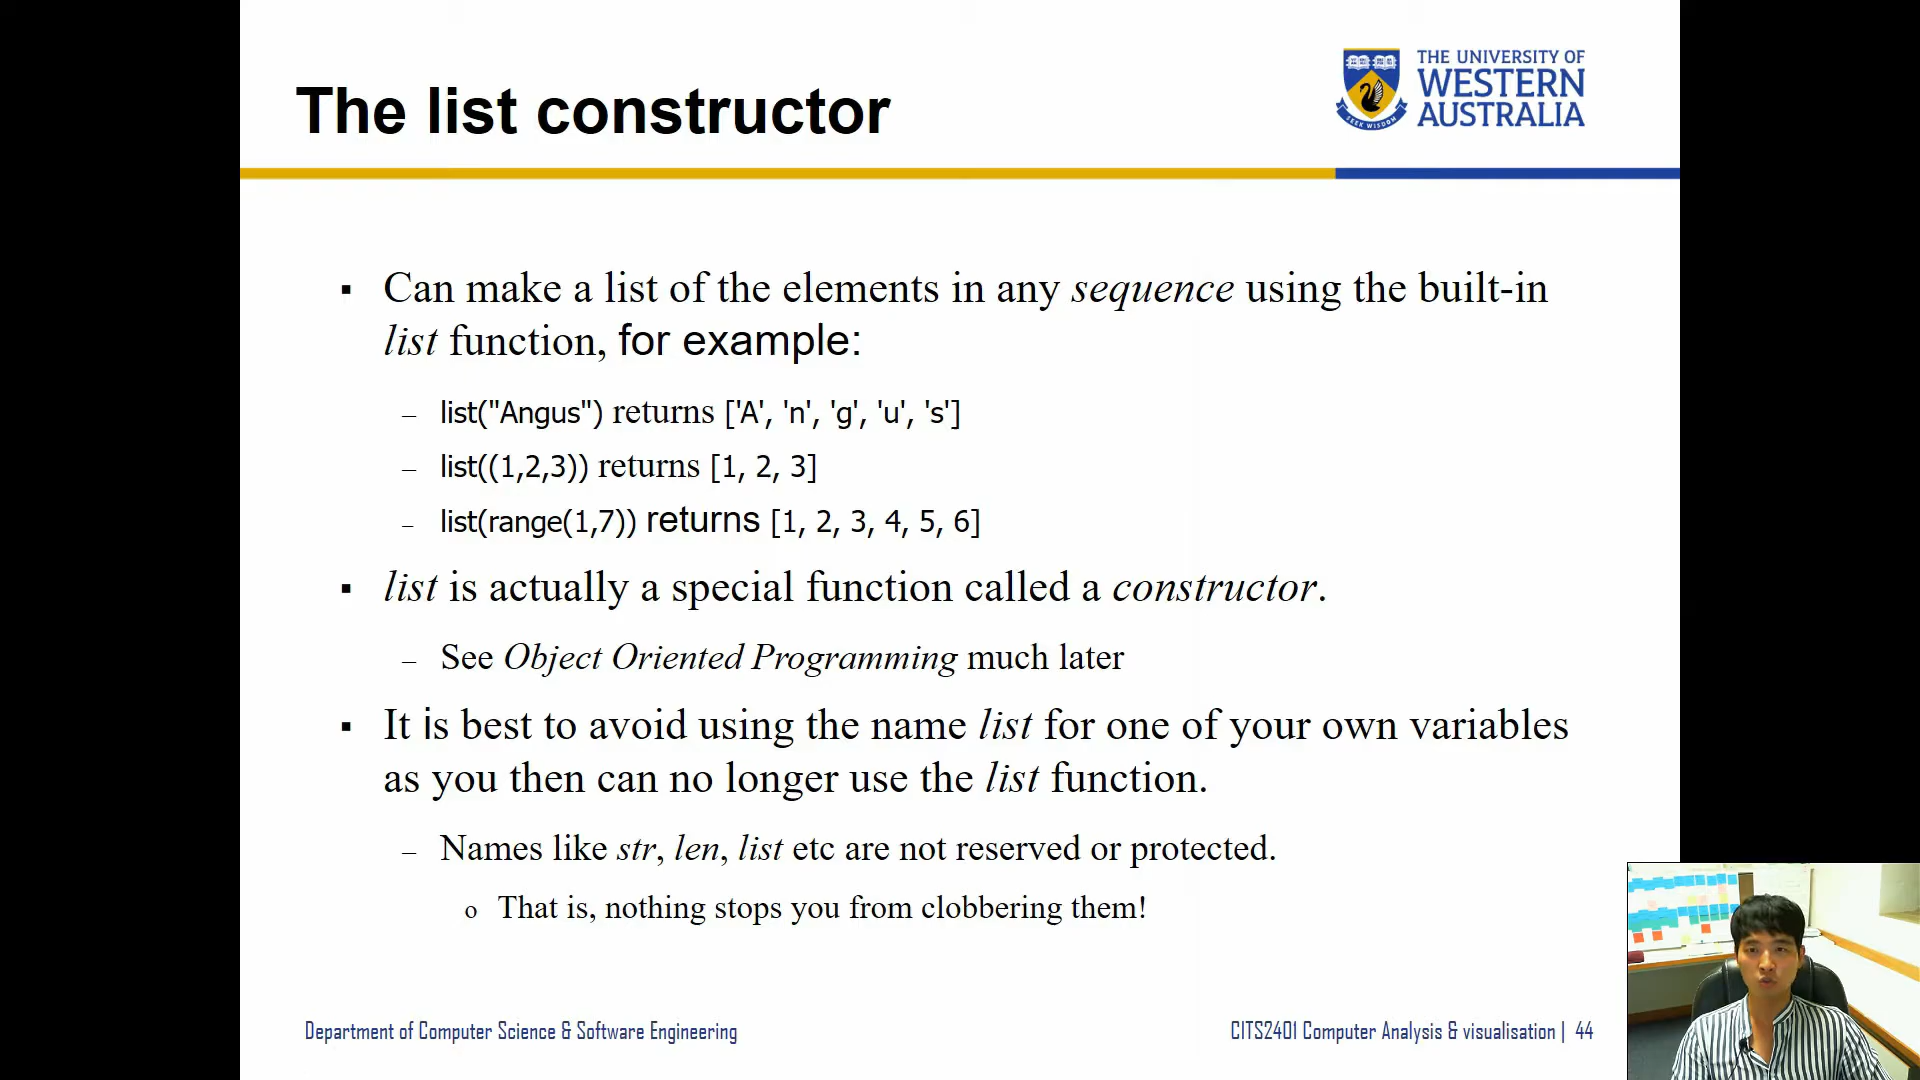 The list constructor
THE UNIVERSITY OF
WESTERN
AUSTRALIA
SEEK WISDOM
▪ Can make a list of the elements in any sequence using the built-in
list function, for example:
– list("Angus") returns ['A', 'n', 'g', 'u', 's']
– list((1,2,3)) returns [1, 2, 3]
– list(range(1,7)) returns [1, 2, 3, 4, 5, 6]
▪ list is actually a special function called a constructor.
– See Object Oriented Programming much later
▪ It is best to avoid using the name list for one of your own variables
as you then can no longer use the list function.
– Names like str, len, list etc are not reserved or protected.
o That is, nothing stops you from clobbering them!
Department of Computer Science & Software Engineering
CITS2401 Computer Analysis & visualisation | 44